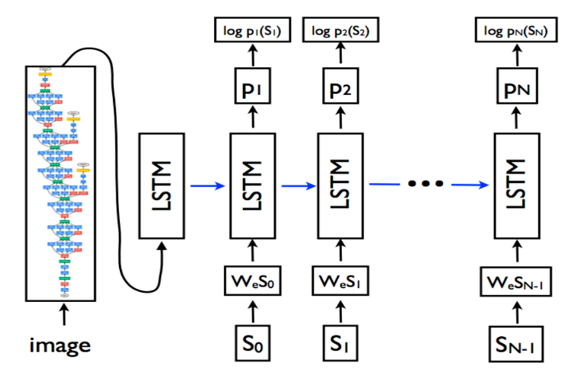 log p1(S1) log p2(S2) log pN(SN)
p1 p2 pN
LSTM LSTM LSTM ••• LSTM
WeS0 WeS1 WeSN-1
image S0 S1 SN-1